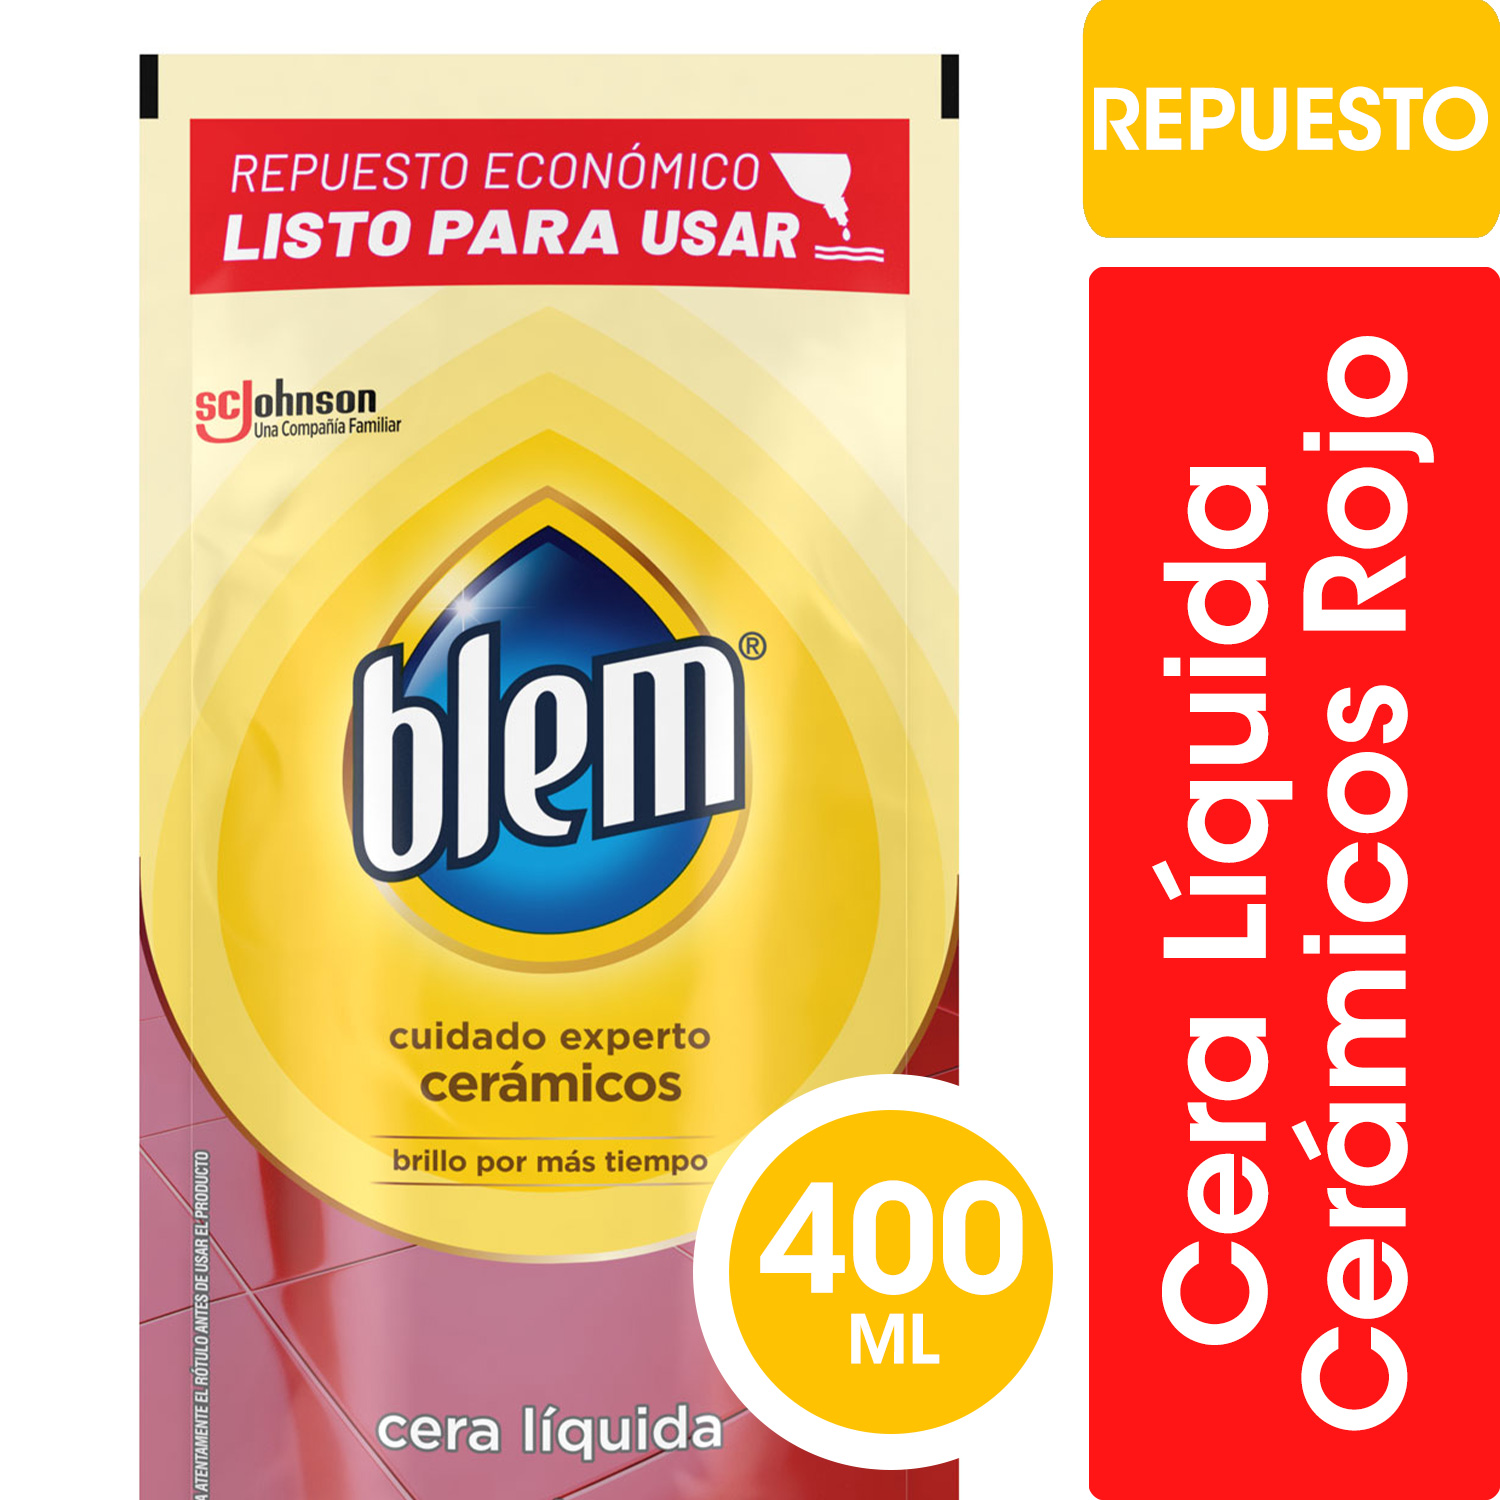 REPUESTO ECONÓMICO
LISTO PARA USAR
scJohnson
Una Compañía Familiar
blem®
cuidado experto
cerámicos
brillo por más tiempo
cera líquida
ATENTAMENTE EL RÓTULO ANTES DE USAR EL PRODUCTO
400
ML
REPUESTO
Cera Líquida
Cerámicos Rojo